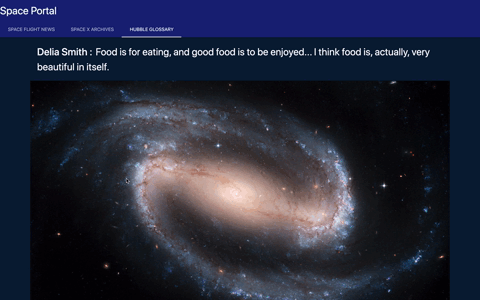 Space Portal
SPACE FLIGHT NEWS SPACE X ARCHIVES HUBBLE GLOSSARY
Delia Smith : Food is for eating, and good food is to be enjoyed... I think food is, actually, very
beautiful in itself.